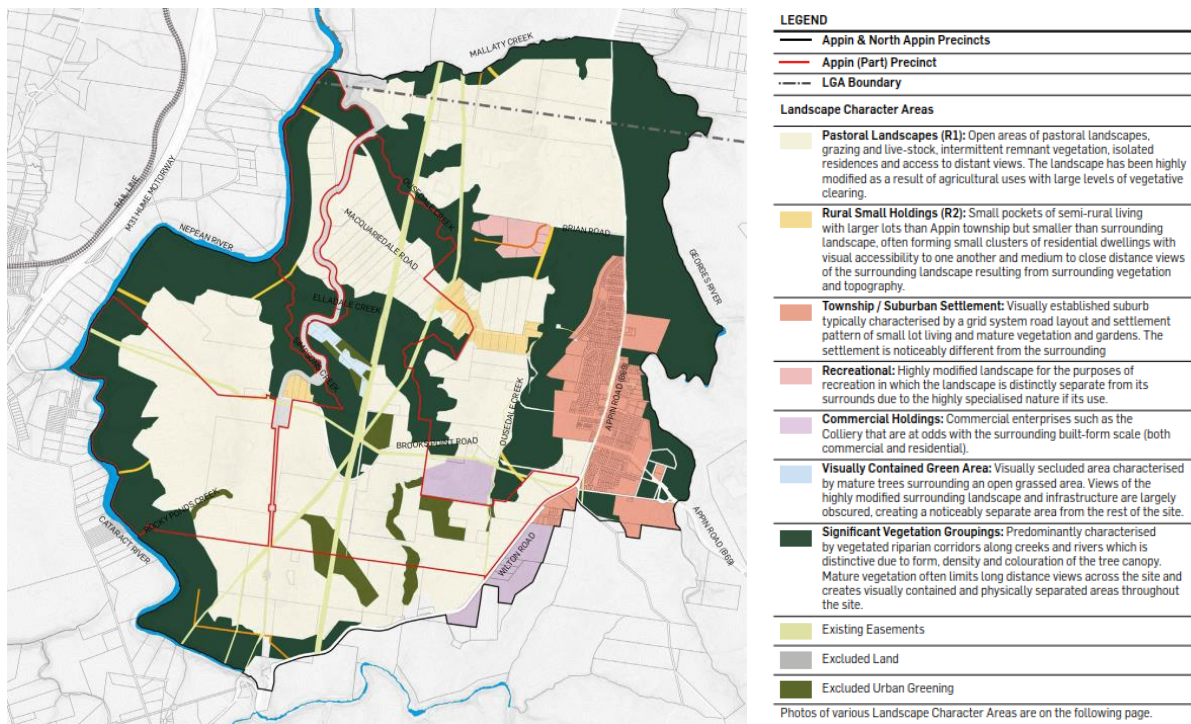 MALLATY CREEK
RAIL LINE
M31 HUME MOTORWAY
NEPEAN RIVER
OUSEDALE CREEK
MACQUARIEDALE ROAD
BRIAN ROAD
GEORGES RIVER
ELLADALE CREEK
APPIN ROAD (B69)
OUSEDALE CREEK
BROOKS POINT ROAD
ROCKY PONDS CREEK
CATARACT RIVER
WILTON ROAD
APPIN ROAD (B69)
LEGEND
Appin & North Appin Precincts
Appin (Part) Precinct
LGA Boundary
Landscape Character Areas
Pastoral Landscapes (R1): Open areas of pastoral landscapes,
grazing and live-stock, intermittent remnant vegetation, isolated
residences and access to distant views. The landscape has been highly
modified as a result of agricultural uses with large levels of vegetative
clearing.
Rural Small Holdings (R2): Small pockets of semi-rural living
with larger lots than Appin township but smaller than surrounding
landscape, often forming small clusters of residential dwellings with
visual accessibility to one another and medium to close distance views
of the surrounding landscape resulting from surrounding vegetation
and topography.
Township / Suburban Settlement: Visually established suburb
typically characterised by a grid system road layout and settlement
pattern of small lot living and mature vegetation and gardens. The
settlement is noticeably different from the surrounding
Recreational: Highly modified landscape for the purposes of
recreation in which the landscape is distinctly separate from its
surrounds due to the highly specialised nature if its use.
Commercial Holdings: Commercial enterprises such as the
Colliery that are at odds with the surrounding built-form scale (both
commercial and residential).
Visually Contained Green Area: Visually secluded area characterised
by mature trees surrounding an open grassed area. Views of the
highly modified surrounding landscape and infrastructure are largely
obscured, creating a noticeably separate area from the rest of the site.
Significant Vegetation Groupings: Predominantly characterised
by vegetated riparian corridors along creeks and rivers which is
distinctive due to form, density and colouration of the tree canopy.
Mature vegetation often limits long distance views across the site and
creates visually contained and physically separated areas throughout
the site.
Existing Easements
Excluded Land
Excluded Urban Greening
Photos of various Landscape Character Areas are on the following page.